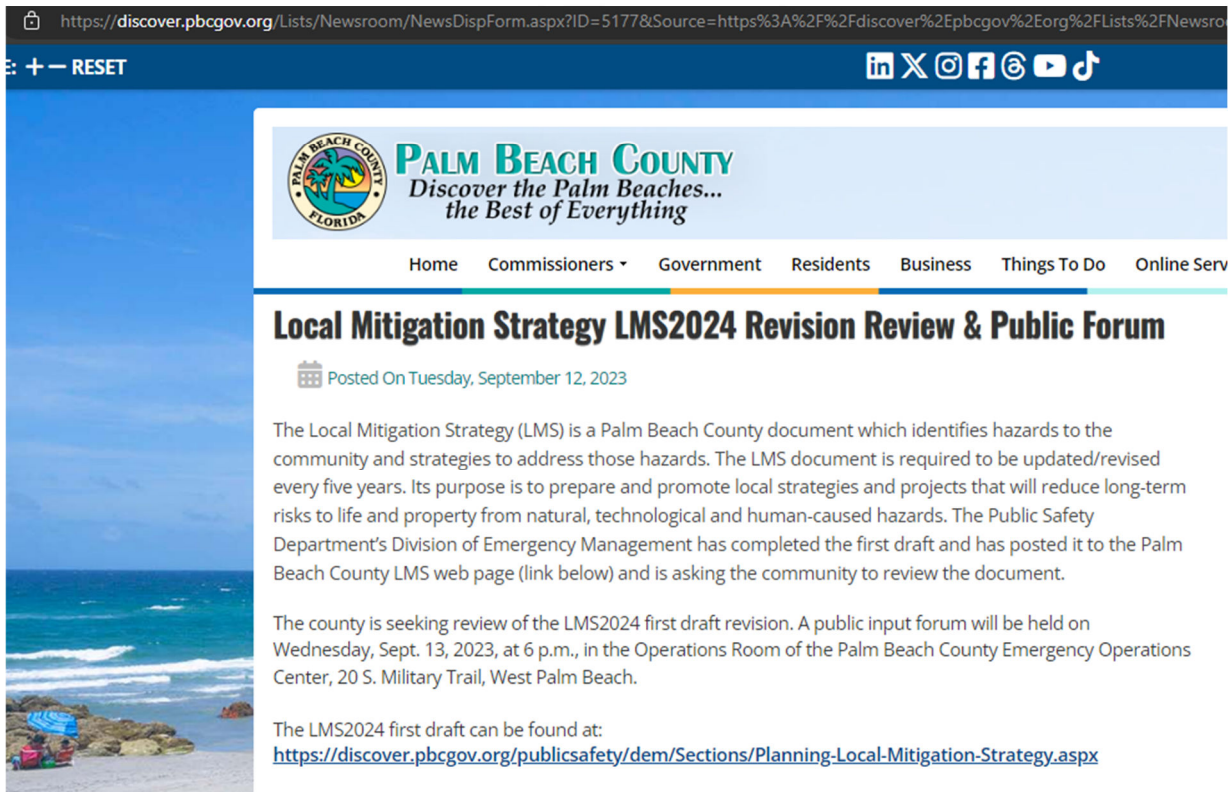 https://discover.pbcgov.org/Lists/Newsroom/NewsDispForm.aspx?ID=5177&Source=https%3A%2F%2Fdiscover%2Epbcgov%2Eorg%2FLists%2FNewsro
E: + — RESET
PALM BEACH COUNTY
FLORIDA
PALM BEACH COUNTY
Discover the Palm Beaches...
the Best of Everything
Home Commissioners Government Residents Business Things To Do Online Serv
Local Mitigation Strategy LMS2024 Revision Review & Public Forum
Posted On Tuesday, September 12, 2023
The Local Mitigation Strategy (LMS) is a Palm Beach County document which identifies hazards to the
community and strategies to address those hazards. The LMS document is required to be updated/revised
every five years. Its purpose is to prepare and promote local strategies and projects that will reduce long-term
risks to life and property from natural, technological and human-caused hazards. The Public Safety
Department's Division of Emergency Management has completed the first draft and has posted it to the Palm
Beach County LMS web page (link below) and is asking the community to review the document.
The county is seeking review of the LMS2024 first draft revision. A public input forum will be held on
Wednesday, Sept. 13, 2023, at 6 p.m., in the Operations Room of the Palm Beach County Emergency Operations
Center, 20 S. Military Trail, West Palm Beach.
The LMS2024 first draft can be found at:
https://discover.pbcgov.org/publicsafety/dem/Sections/Planning-Local-Mitigation-Strategy.aspx